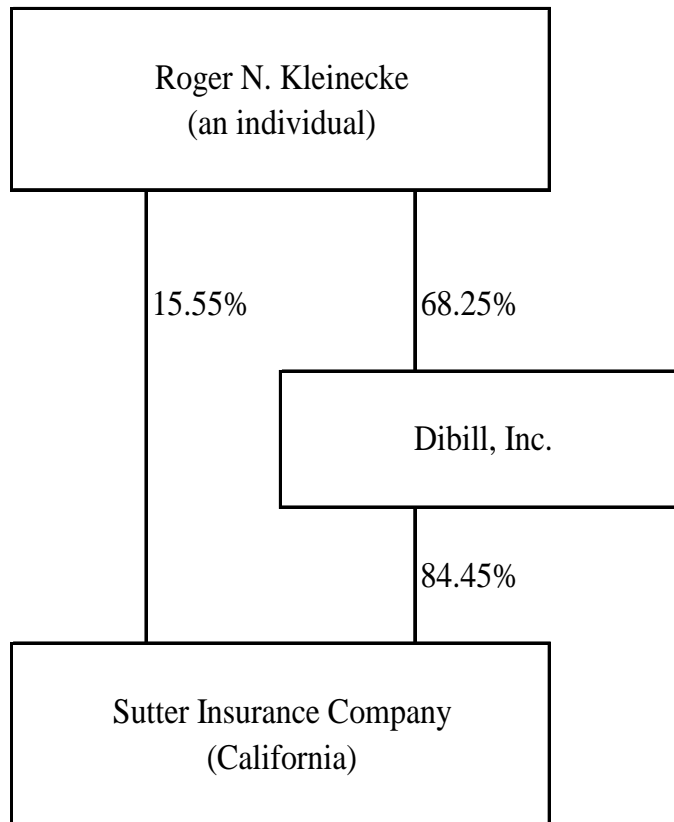 Roger N. Kleinecke
(an individual)
15.55%
68.25%
Dibill, Inc.
84.45%
Sutter Insurance Company
(California)